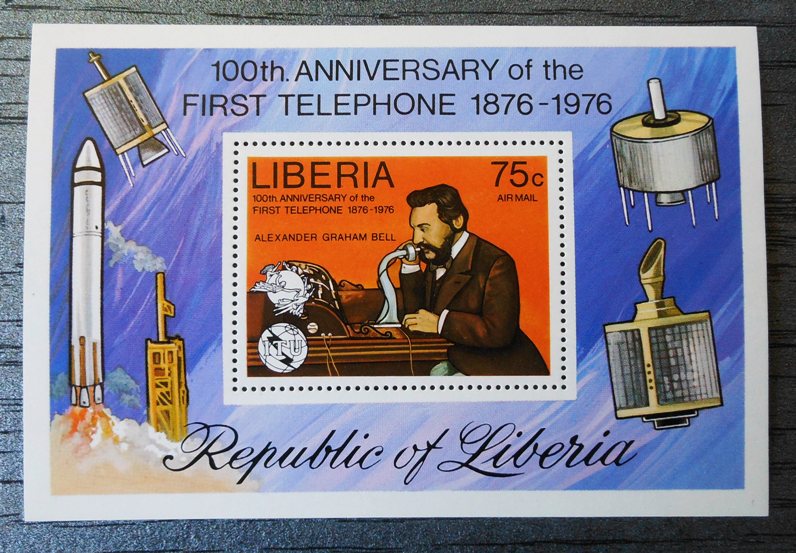 100th. ANNIVERSARY of the
FIRST TELEPHONE 1876-1976
LIBERIA 75c
100th. ANNIVERSARY of the AIR MAIL
FIRST TELEPHONE 1876-1976
ALEXANDER GRAHAM BELL
ITU
Republic of Liberia